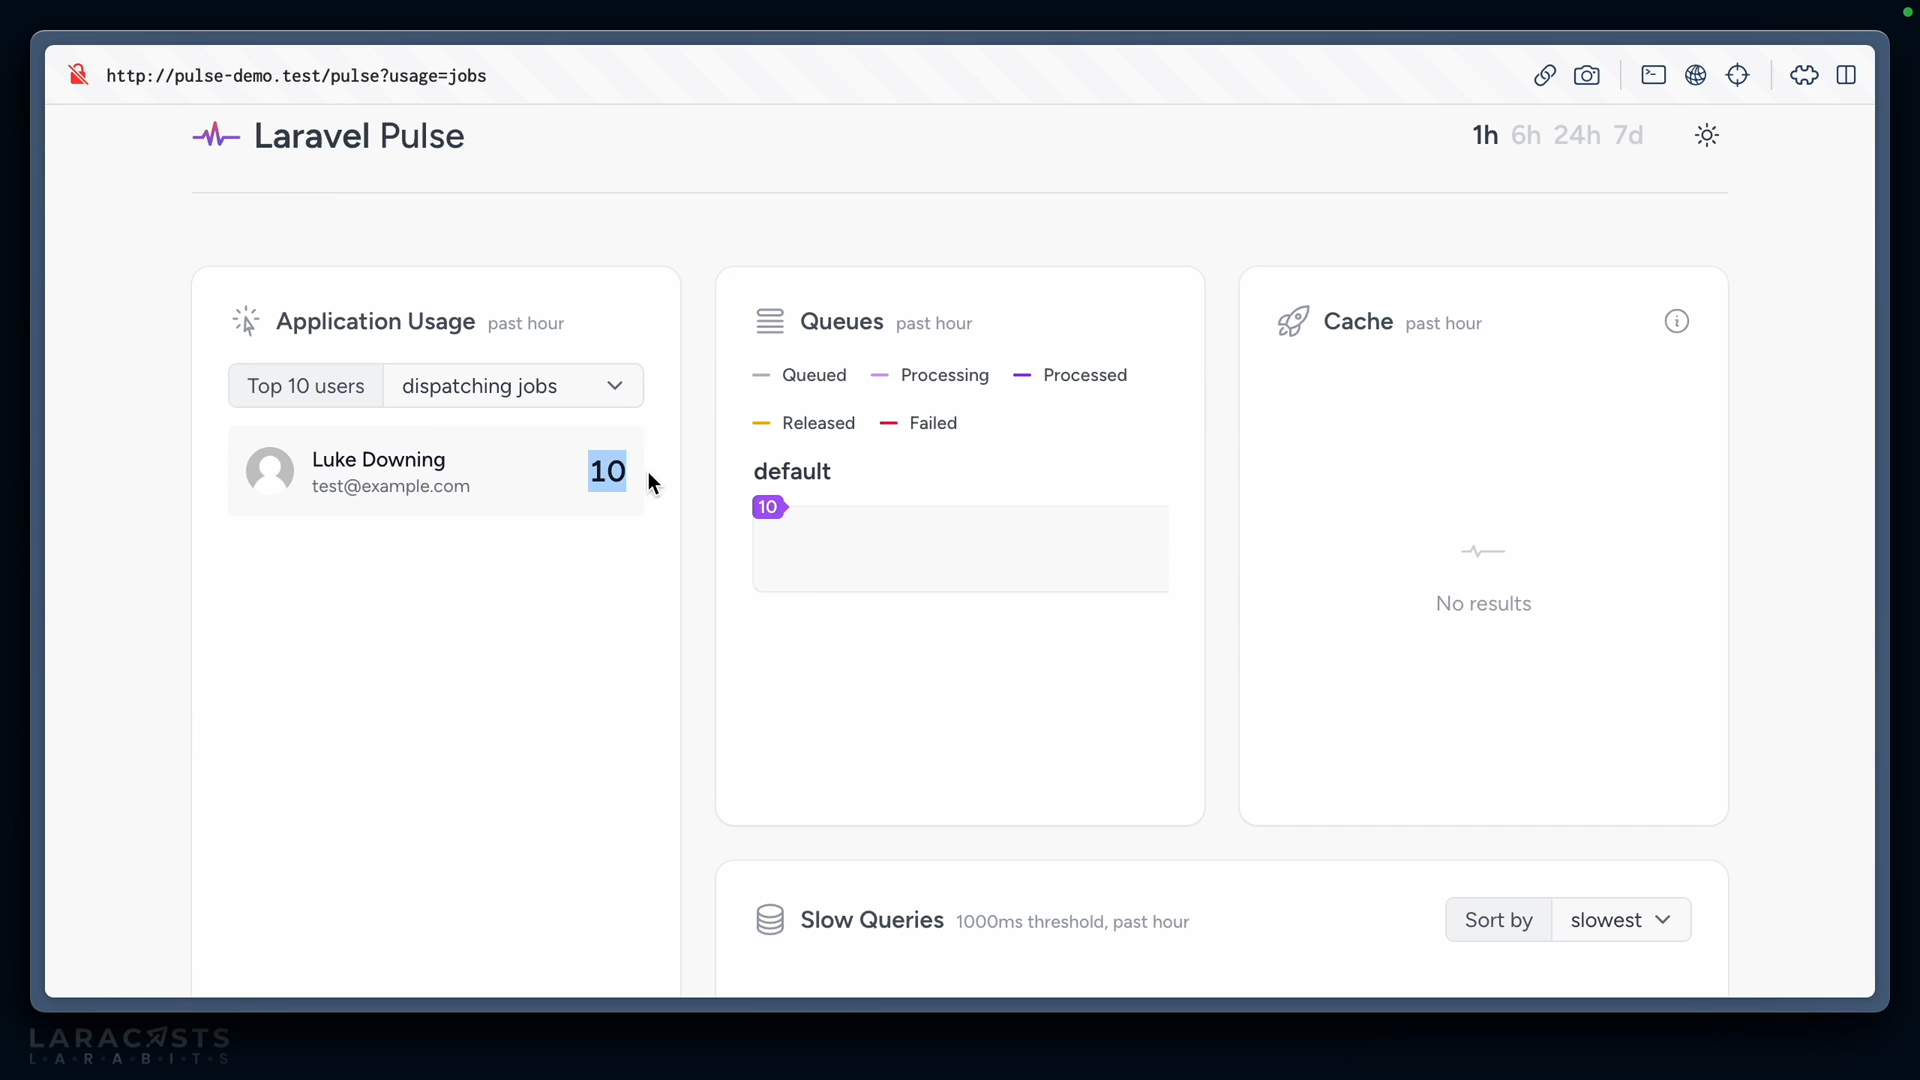 http://pulse-demo.test/pulse?usage=jobs
Laravel Pulse
1h 6h 24h 7d
Application Usage past hour
Top 10 users dispatching jobs
Luke Downing
test@example.com
10
Queues past hour
Queued Processing Processed
Released Failed
default
10
Cache past hour
No results
Slow Queries 1000ms threshold, past hour
Sort by slowest
LARACASTS
L·A·R·A·B·I·T·S